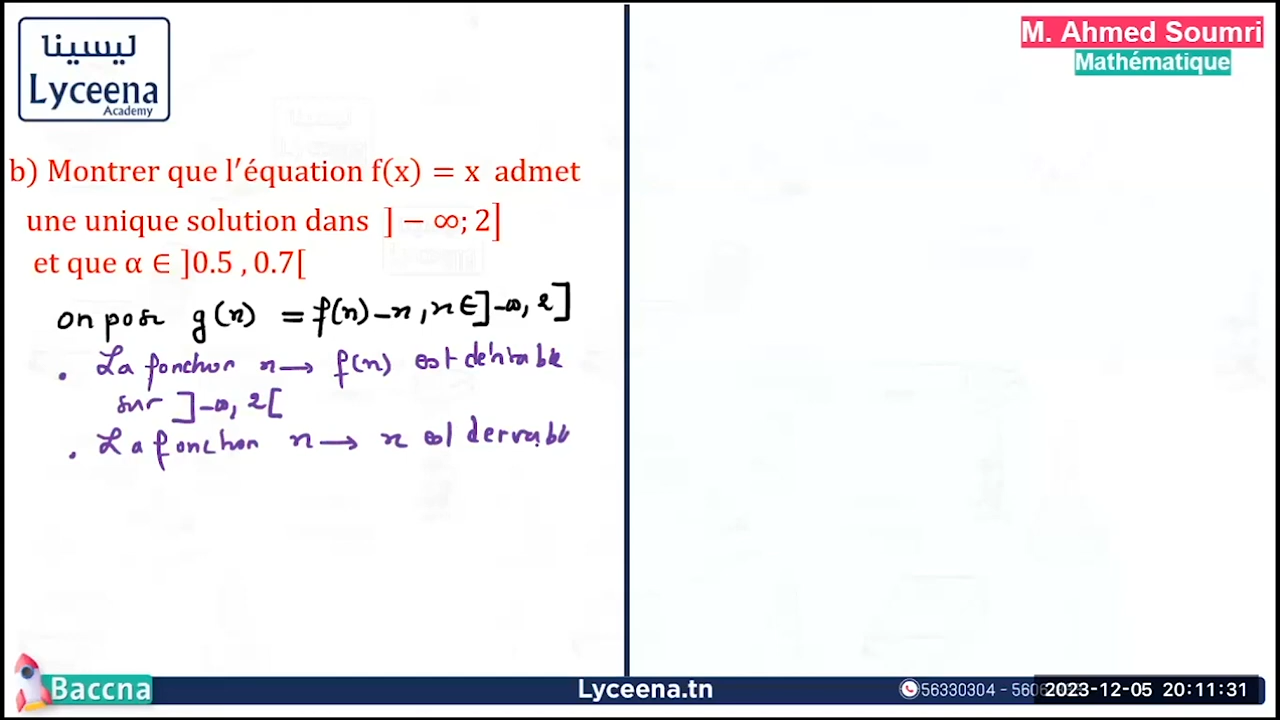 ليسينا
Lyceena
Academy
M. Ahmed Soumri
Mathématique
b) Montrer que l′équation f(x) = x admet
une unique solution dans ] − ∞; 2]
et que α ∈ ]0.5 , 0.7[
on pose g(x) = f(x) - x , x ∈ ]-∞, 2]
. La fonction x → f(x) est dérivable
sur ]-∞, 2[
. La fonction x → x est derivabl
Baccna
Lyceena.tn
56330304 - 560
2023-12-05 20:11:31